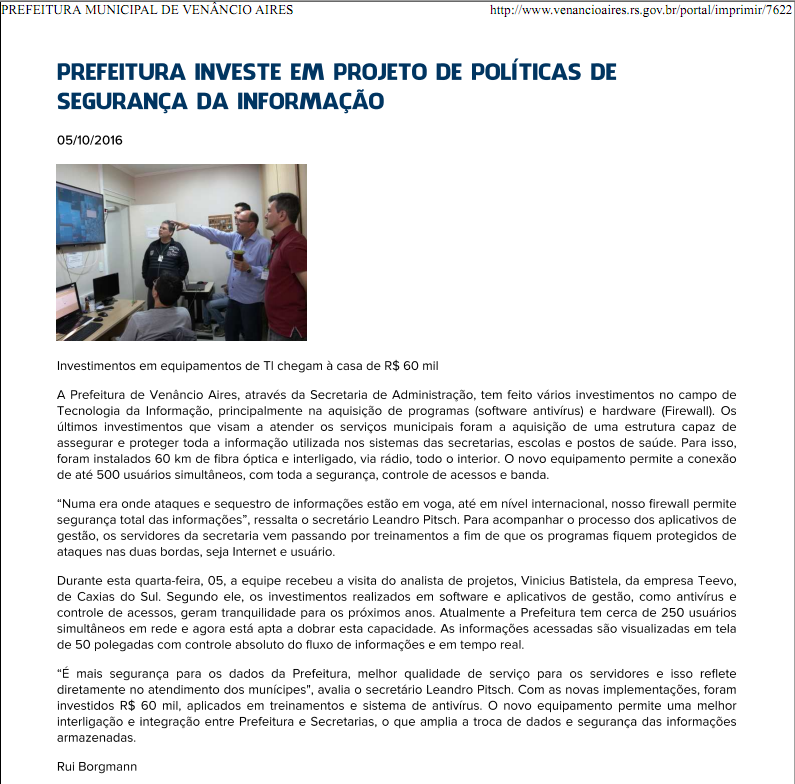 PREFEITURA MUNICIPAL DE VENÂNCIO AIRES
http://www.venancioaires.rs.gov.br/portal/imprimir/7622
PREFEITURA INVESTE EM PROJETO DE POLÍTICAS DE
SEGURANÇA DA INFORMAÇÃO
05/10/2016
Investimentos em equipamentos de TI chegam à casa de R$ 60 mil
A Prefeitura de Venâncio Aires, através da Secretaria de Administração, tem feito vários investimentos no campo de
Tecnologia da Informação, principalmente na aquisição de programas (software antivírus) e hardware (Firewall). Os
últimos investimentos que visam a atender os serviços municipais foram a aquisição de uma estrutura capaz de
assegurar e proteger toda a informação utilizada nos sistemas das secretarias, escolas e postos de saúde. Para isso,
foram instalados 60 km de fibra óptica e interligado, via rádio, todo o interior. O novo equipamento permite a conexão
de até 500 usuários simultâneos, com toda a segurança, controle de acessos e banda.
“Numa era onde ataques e sequestro de informações estão em voga, até em nível internacional, nosso firewall permite
segurança total das informações”, ressalta o secretário Leandro Pitsch. Para acompanhar o processo dos aplicativos de
gestão, os servidores da secretaria vem passando por treinamentos a fim de que os programas fiquem protegidos de
ataques nas duas bordas, seja Internet e usuário.
Durante esta quarta-feira, 05, a equipe recebeu a visita do analista de projetos, Vinicius Batistela, da empresa Teevo,
de Caxias do Sul. Segundo ele, os investimentos realizados em software e aplicativos de gestão, como antivírus e
controle de acessos, geram tranquilidade para os próximos anos. Atualmente a Prefeitura tem cerca de 250 usuários
simultâneos em rede e agora está apta a dobrar esta capacidade. As informações acessadas são visualizadas em tela
de 50 polegadas com controle absoluto do fluxo de informações e em tempo real.
“É mais segurança para os dados da Prefeitura, melhor qualidade de serviço para os servidores e isso reflete
diretamente no atendimento dos munícipes", avalia o secretário Leandro Pitsch. Com as novas implementações, foram
investidos R$ 60 mil, aplicados em treinamentos e sistema de antivírus. O novo equipamento permite uma melhor
interligação e integração entre Prefeitura e Secretarias, o que amplia a troca de dados e segurança das informações
armazenadas.
Rui Borgmann